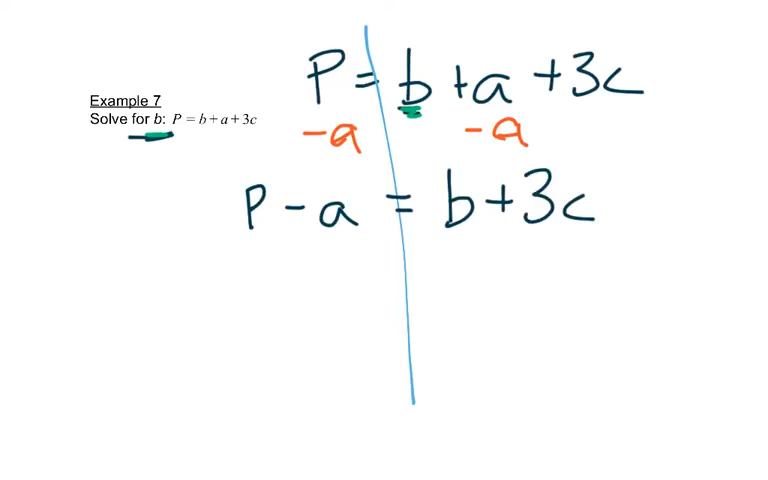 Example 7
Solve for b: P = b + a + 3c
P = b + a + 3c
- a - a
P - a = b + 3c